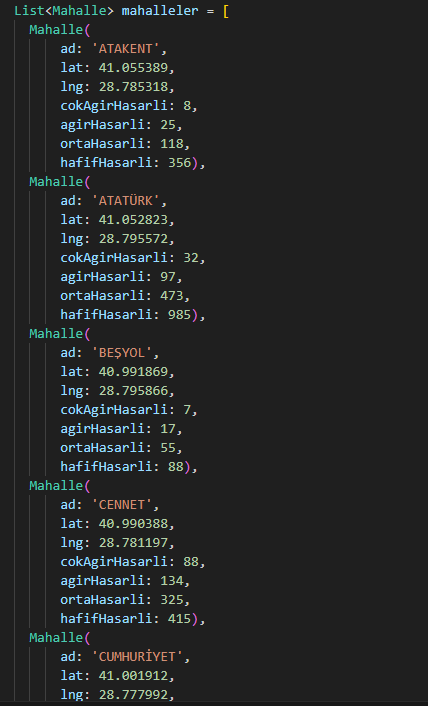 List<Mahalle> mahalleler = [
Mahalle(
ad: 'ATAKENT',
lat: 41.055389,
lng: 28.785318,
cokAgirHasarli: 8,
agirHasarli: 25,
ortaHasarli: 118,
hafifHasarli: 356),
Mahalle(
ad: 'ATATÜRK',
lat: 41.052823,
lng: 28.795572,
cokAgirHasarli: 32,
agirHasarli: 97,
ortaHasarli: 473,
hafifHasarli: 985),
Mahalle(
ad: 'BEŞYOL',
lat: 40.991869,
lng: 28.795866,
cokAgirHasarli: 7,
agirHasarli: 17,
ortaHasarli: 55,
hafifHasarli: 88),
Mahalle(
ad: 'CENNET',
lat: 40.990388,
lng: 28.781197,
cokAgirHasarli: 88,
agirHasarli: 134,
ortaHasarli: 325,
hafifHasarli: 415),
Mahalle(
ad: 'CUMHURİYET',
lat: 41.001912,
lng: 28.777992,